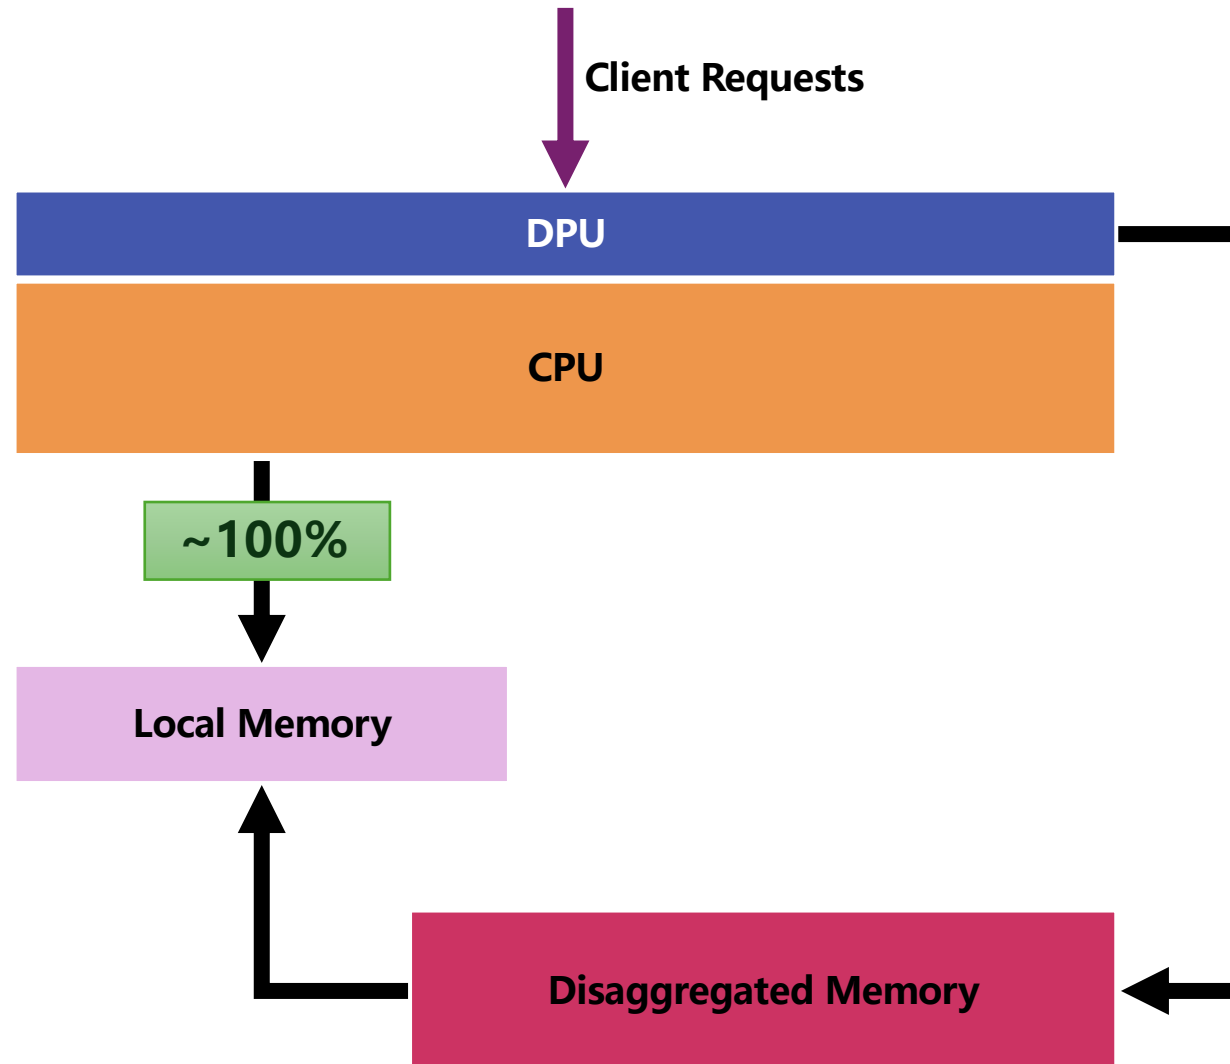 Client Requests
DPU
CPU
~100%
Local Memory
Disaggregated Memory